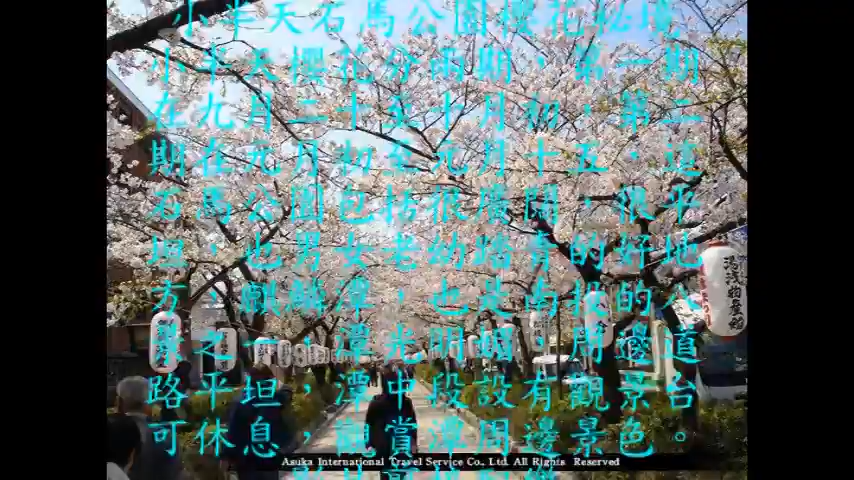 小半天石馬公園櫻花秘境
小半天櫻花分兩期，第一期
在九月二十至十月初，第二
期在元月初至元月十五，這
石馬公園包括很廣闊，很平
坦，也男女老幼踏青的好地
方，麒麟潭，也是南投的八
景之一，潭光明媚，周邊道
路平坦，潭中段設有觀景台
可休息，觀賞潭周邊景色。
湯浅物産館
Asuka International Travel Service Co., Ltd. All Rights Reserved